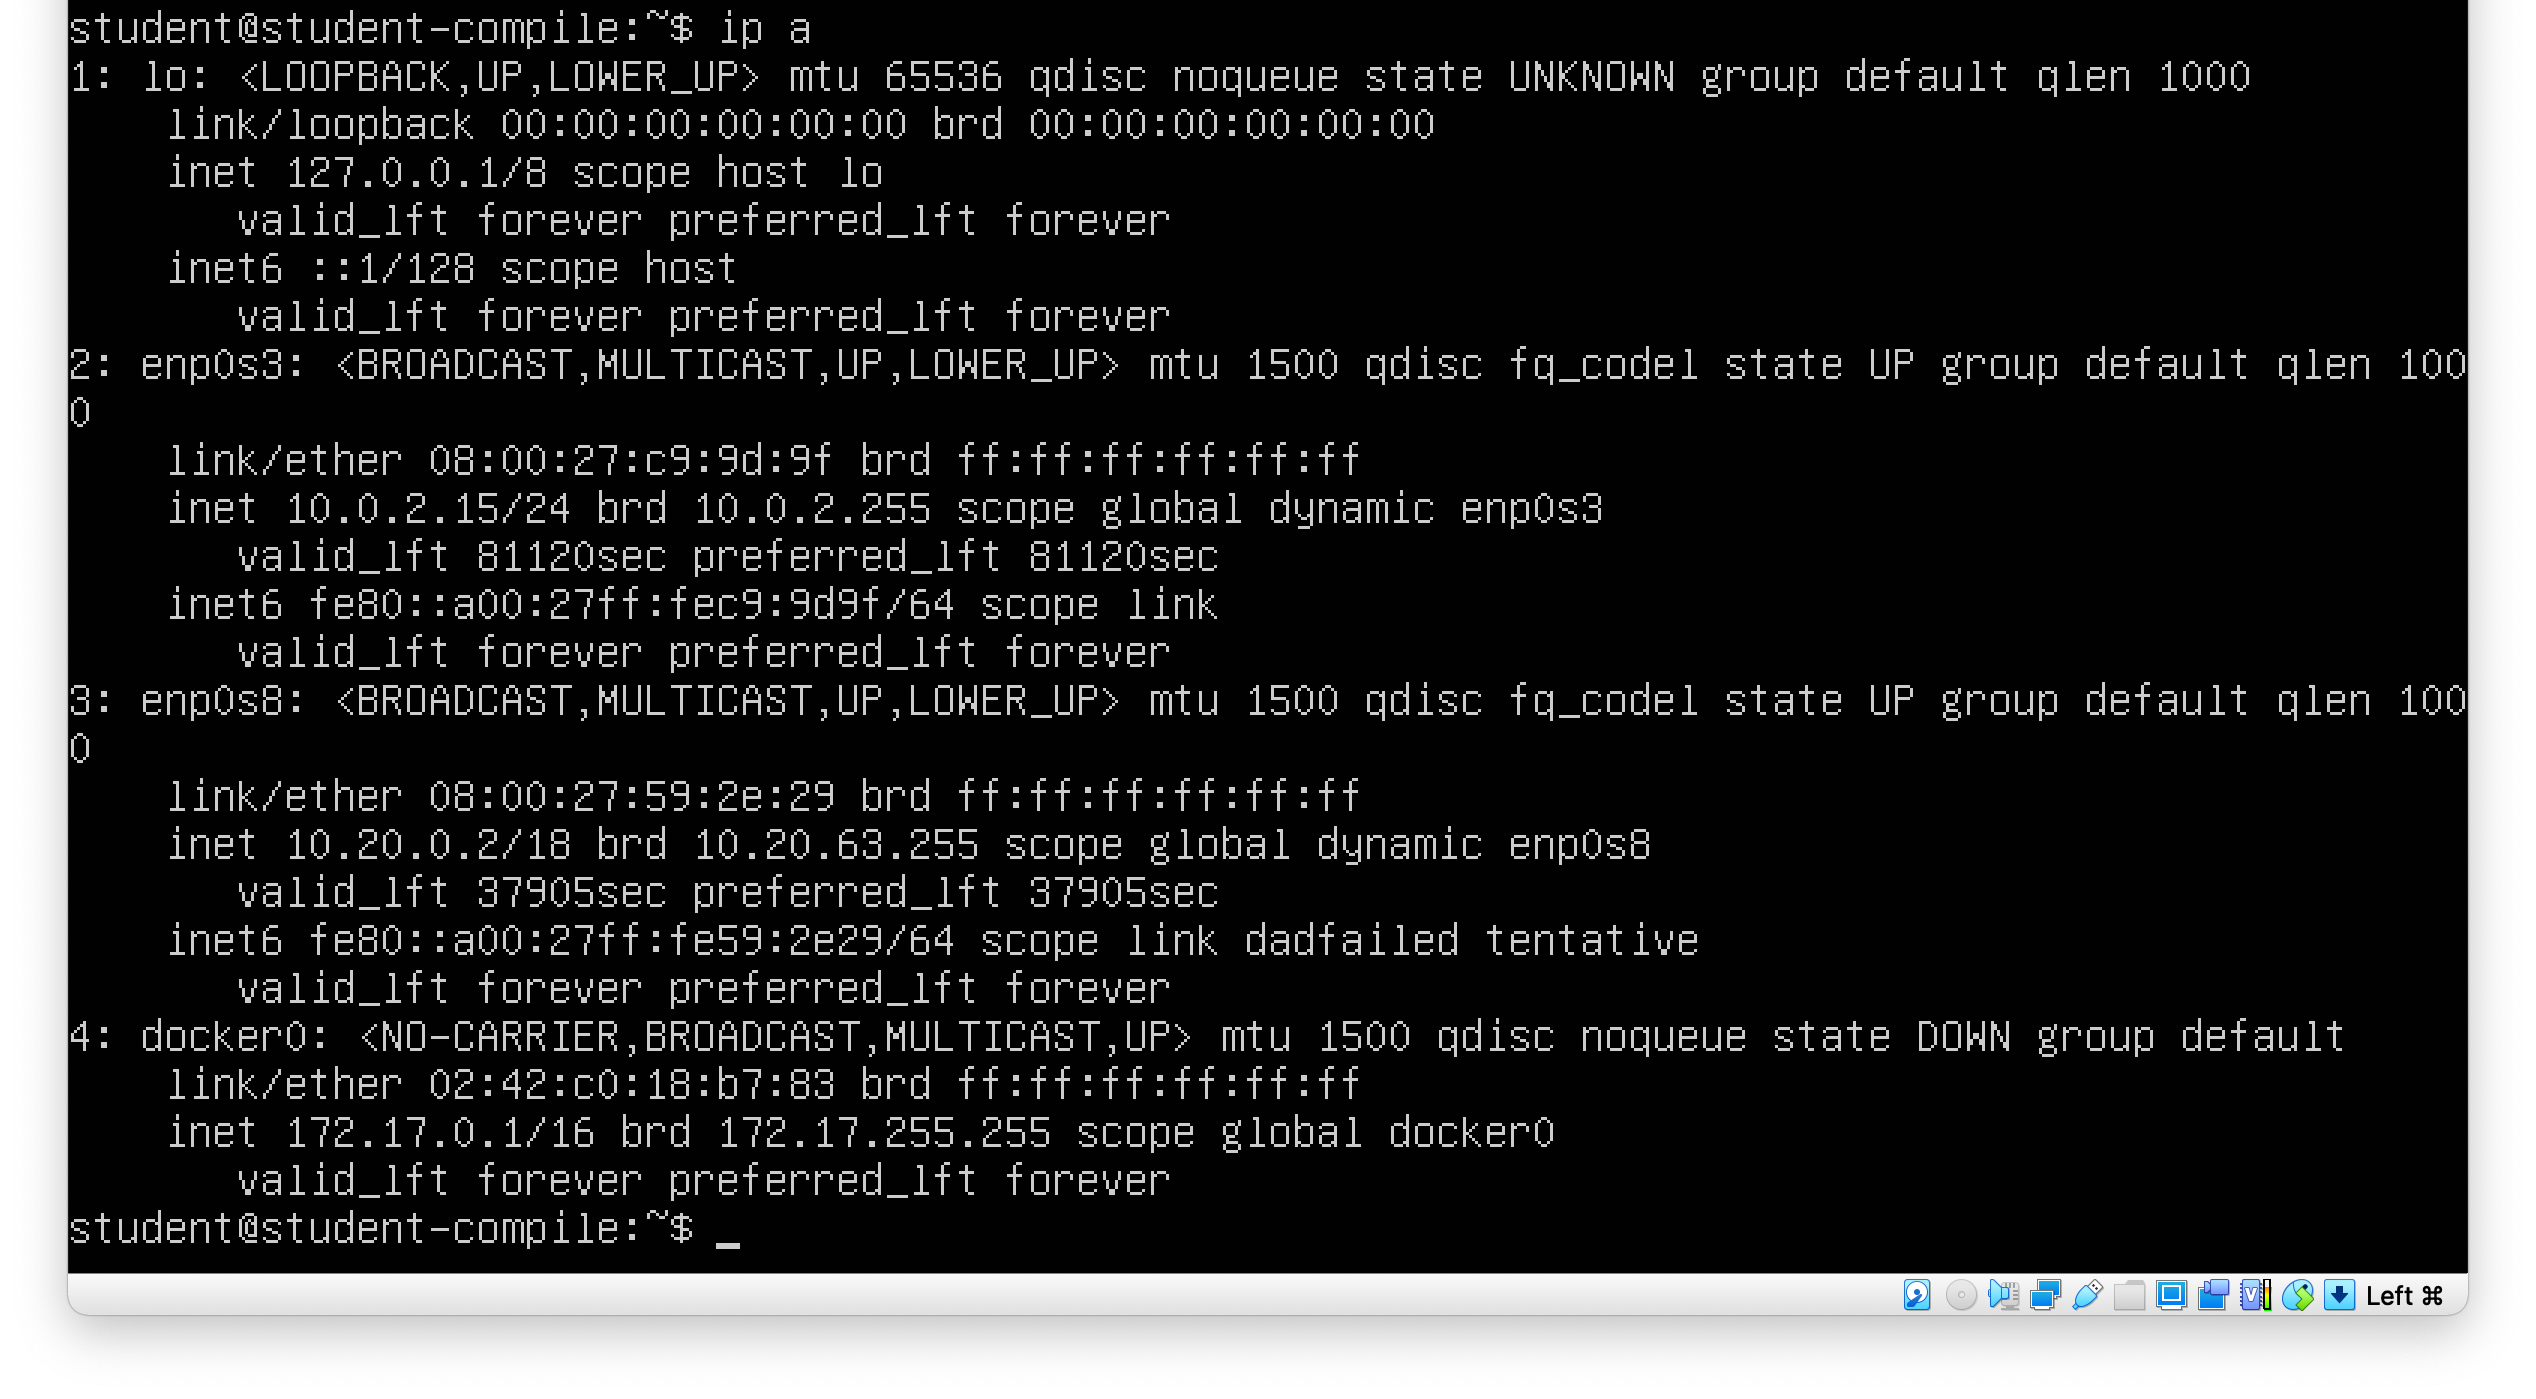 student@student-compile:~$ ip a
1: lo: <LOOPBACK,UP,LOWER_UP> mtu 65536 qdisc noqueue state UNKNOWN group default qlen 1000
    link/loopback 00:00:00:00:00:00 brd 00:00:00:00:00:00
    inet 127.0.0.1/8 scope host lo
       valid_lft forever preferred_lft forever
    inet6 ::1/128 scope host
       valid_lft forever preferred_lft forever
2: enp0s3: <BROADCAST,MULTICAST,UP,LOWER_UP> mtu 1500 qdisc fq_codel state UP group default qlen 100
0
    link/ether 08:00:27:c9:9d:9f brd ff:ff:ff:ff:ff:ff
    inet 10.0.2.15/24 brd 10.0.2.255 scope global dynamic enp0s3
       valid_lft 81120sec preferred_lft 81120sec
    inet6 fe80::a00:27ff:fec9:9d9f/64 scope link
       valid_lft forever preferred_lft forever
3: enp0s8: <BROADCAST,MULTICAST,UP,LOWER_UP> mtu 1500 qdisc fq_codel state UP group default qlen 100
0
    link/ether 08:00:27:59:2e:29 brd ff:ff:ff:ff:ff:ff
    inet 10.20.0.2/18 brd 10.20.63.255 scope global dynamic enp0s8
       valid_lft 37905sec preferred_lft 37905sec
    inet6 fe80::a00:27ff:fe59:2e29/64 scope link dadfailed tentative
       valid_lft forever preferred_lft forever
4: docker0: <NO-CARRIER,BROADCAST,MULTICAST,UP> mtu 1500 qdisc noqueue state DOWN group default
    link/ether 02:42:c0:18:b7:83 brd ff:ff:ff:ff:ff:ff
    inet 172.17.0.1/16 brd 172.17.255.255 scope global docker0
       valid_lft forever preferred_lft forever
student@student-compile:~$ _
Left ⌘